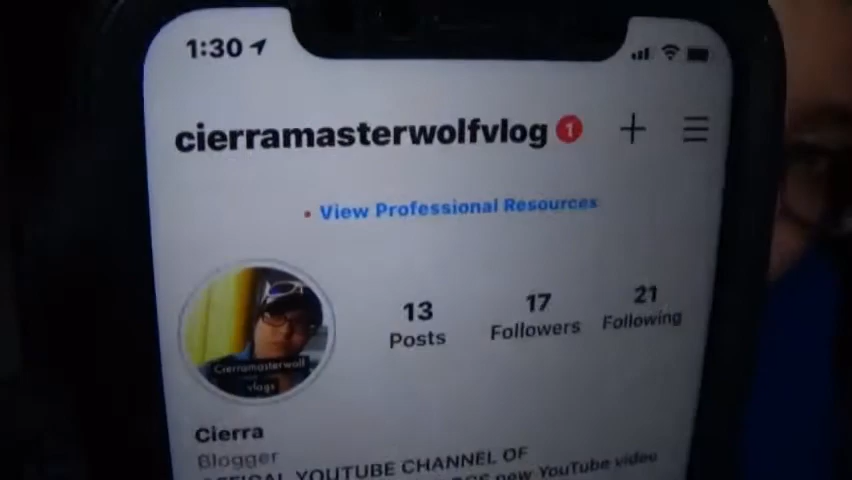 1:30
cierramasterwolfvlog 1
View Professional Resources
13 17 21
Posts Followers Following
Cierramasterwolf
vlogs
Cierra
Blogger
YOUTUBE CHANNEL OF
new YouTube video